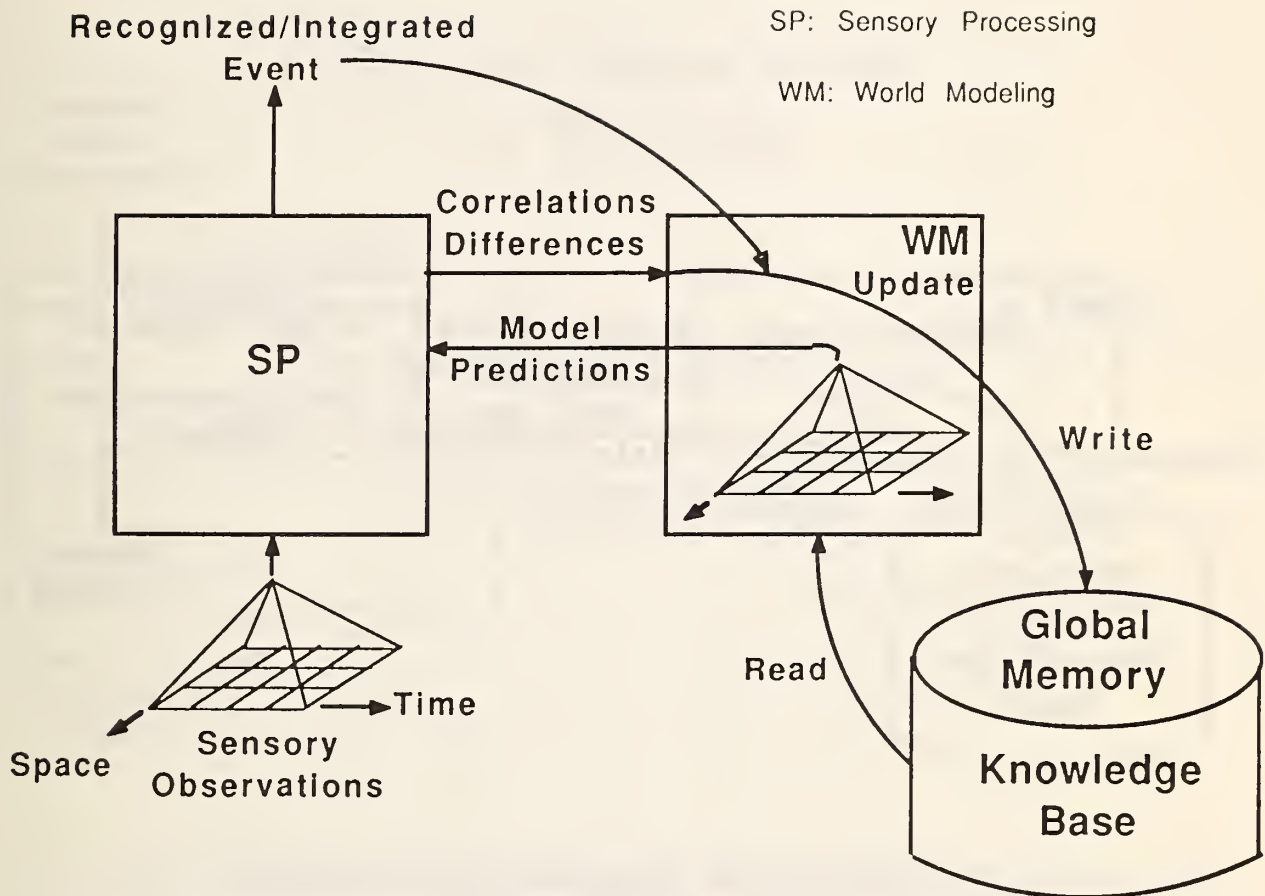 Recognized/Integrated
Event
SP: Sensory Processing
WM: World Modeling
Correlations
Differences
WM
Update
SP
Model
Predictions
Write
Read
Global
Memory
Knowledge
Base
Time
Space
Sensory
Observations